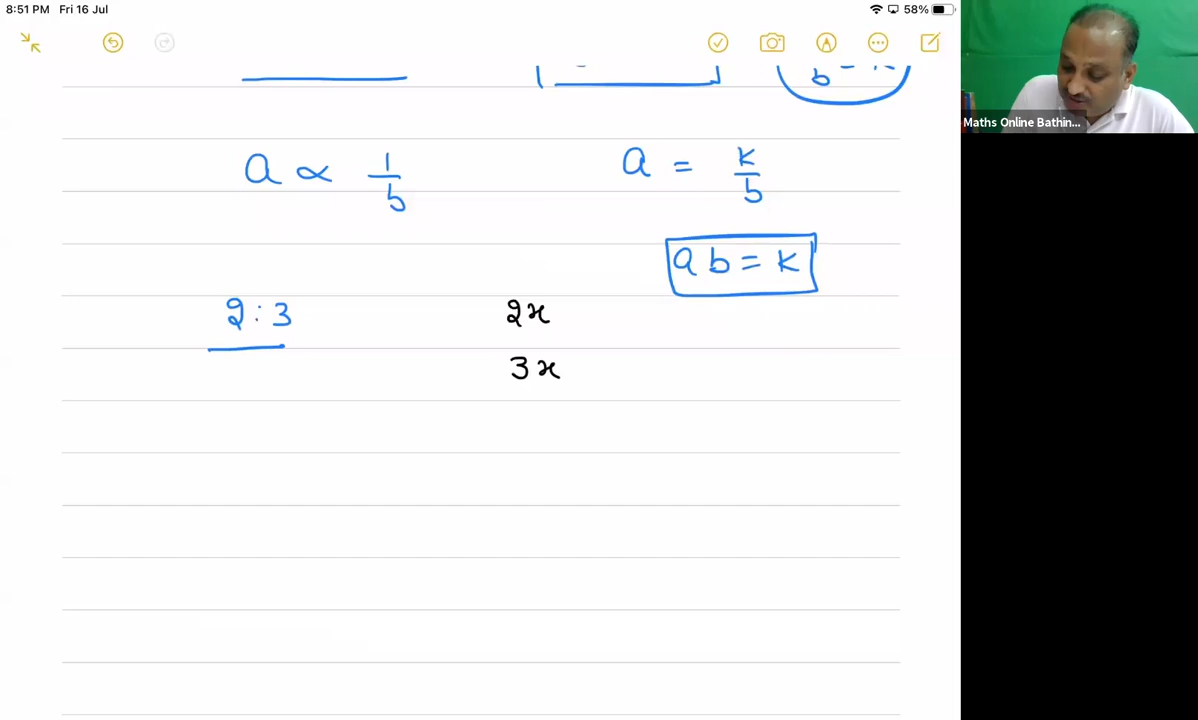 8:51 PM Fri 16 Jul 58%
Maths Online Bathin...
a ∝ 1/b a = k/b
ab = k
2 : 3 2x
3x